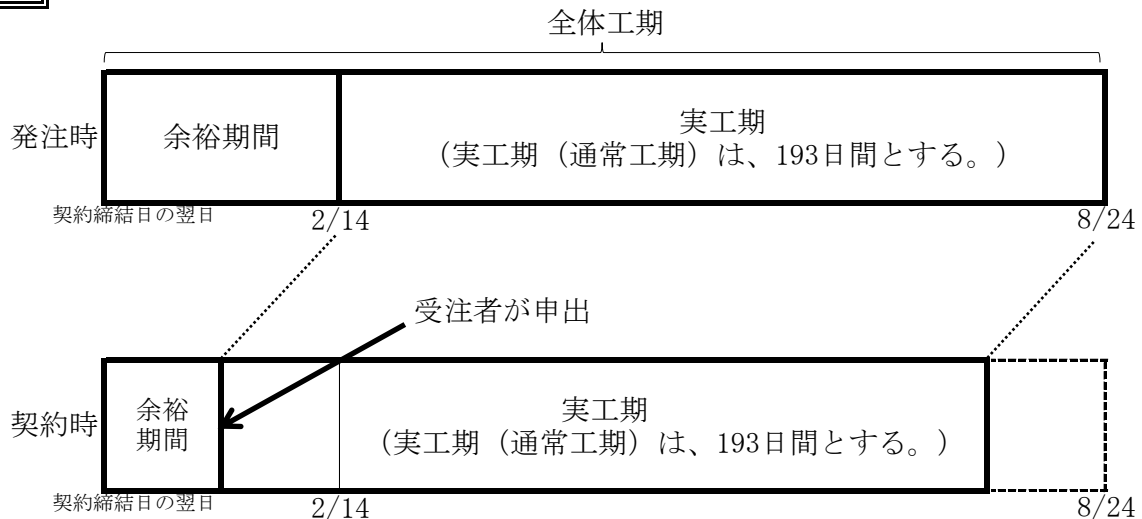 全体工期
発注時
余裕期間
実工期
(実工期(通常工期)は、193日間とする。)
契約締結日の翌日
2/14
8/24
受注者が申出
契約時
余裕
期間
実工期
(実工期(通常工期)は、193日間とする。)
契約締結日の翌日
2/14
8/24